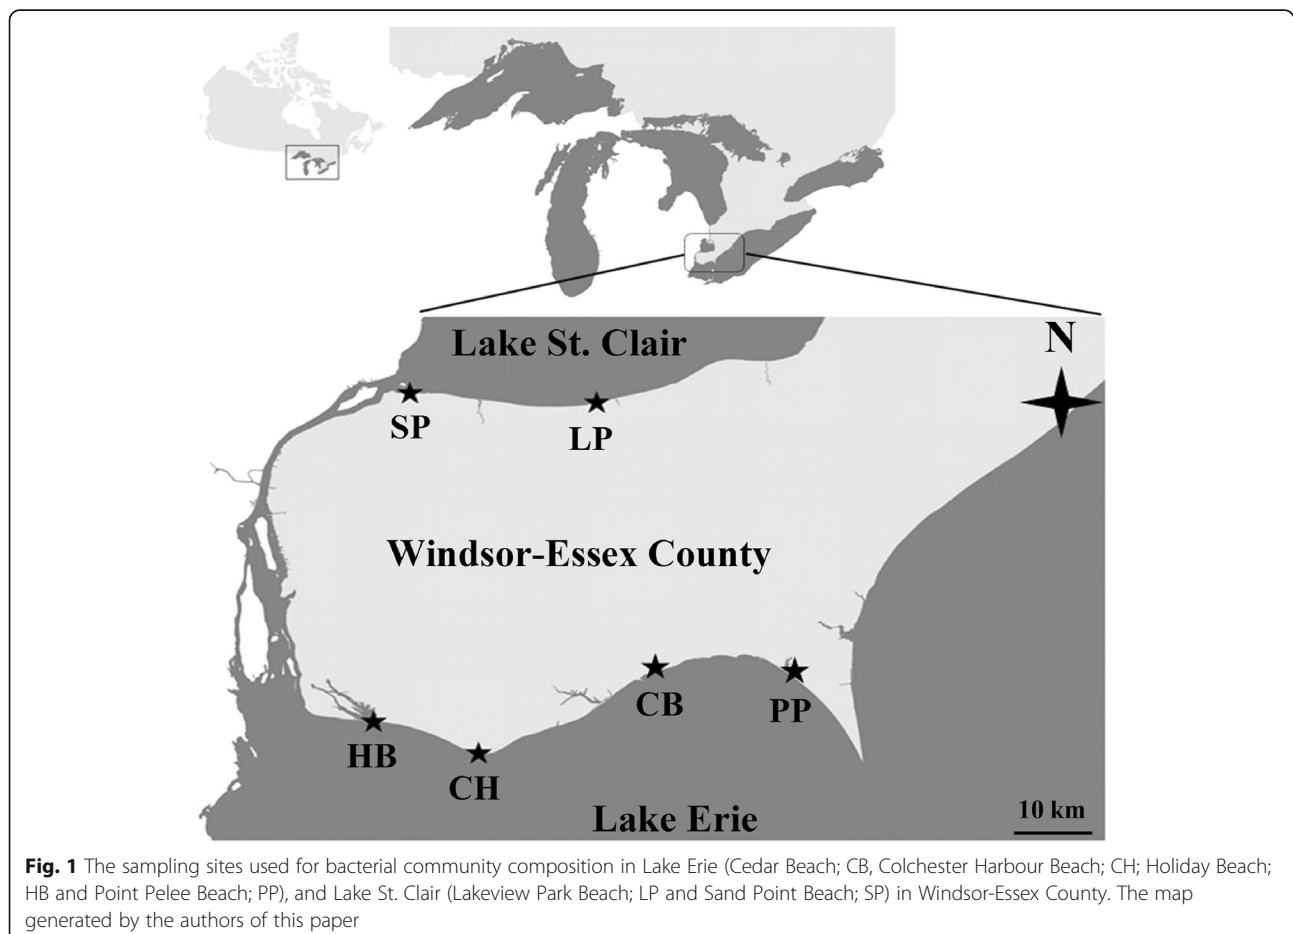 Lake St. Clair
N
SP
LP
Windsor-Essex County
CB
PP
HB
CH
Lake Erie
10 km
Fig. 1 The sampling sites used for bacterial community composition in Lake Erie (Cedar Beach; CB, Colchester Harbour Beach; CH; Holiday Beach;
HB and Point Pelee Beach; PP), and Lake St. Clair (Lakeview Park Beach; LP and Sand Point Beach; SP) in Windsor-Essex County. The map
generated by the authors of this paper